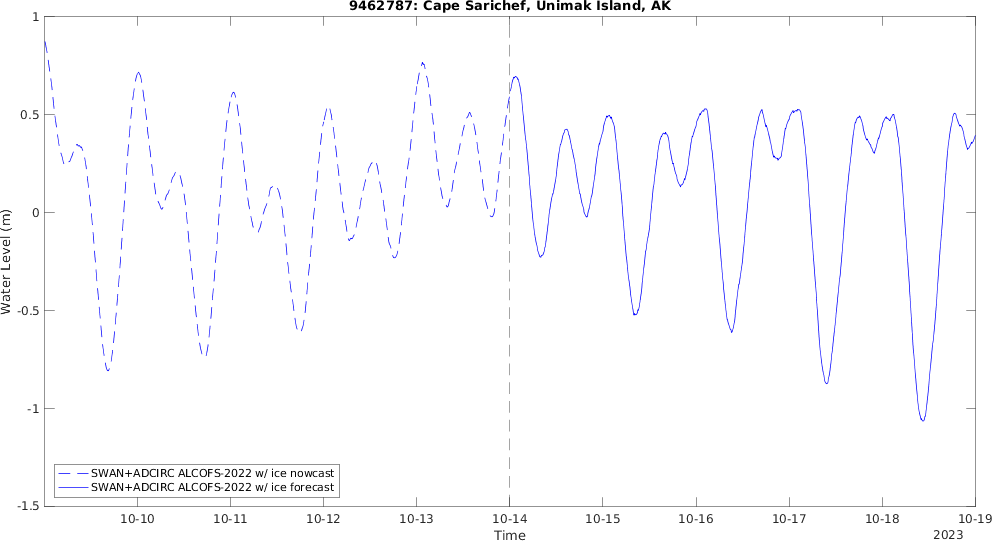 9462787: Cape Sarichef, Unimak Island, AK
1
0.5
0
-0.5
-1
-1.5
Water Level (m)
SWAN+ADCIRC ALCOFS-2022 w/ ice nowcast
SWAN+ADCIRC ALCOFS-2022 w/ ice forecast
10-10 10-11 10-12 10-13 10-14 10-15 10-16 10-17 10-18 10-19
Time
2023